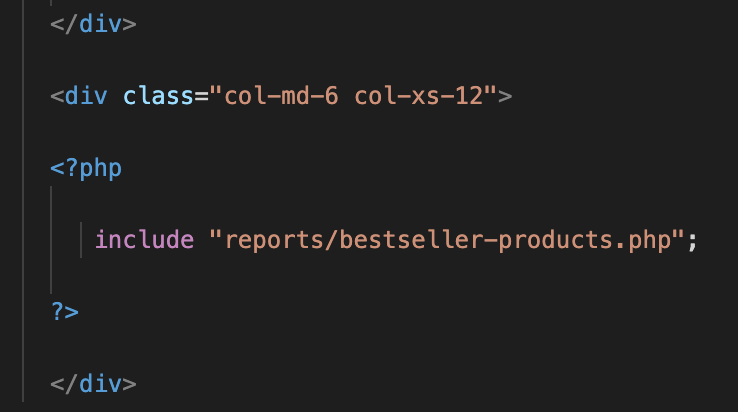 </div>
<div class="col-md-6 col-xs-12">
<?php
include "reports/bestseller-products.php";
?>
</div>